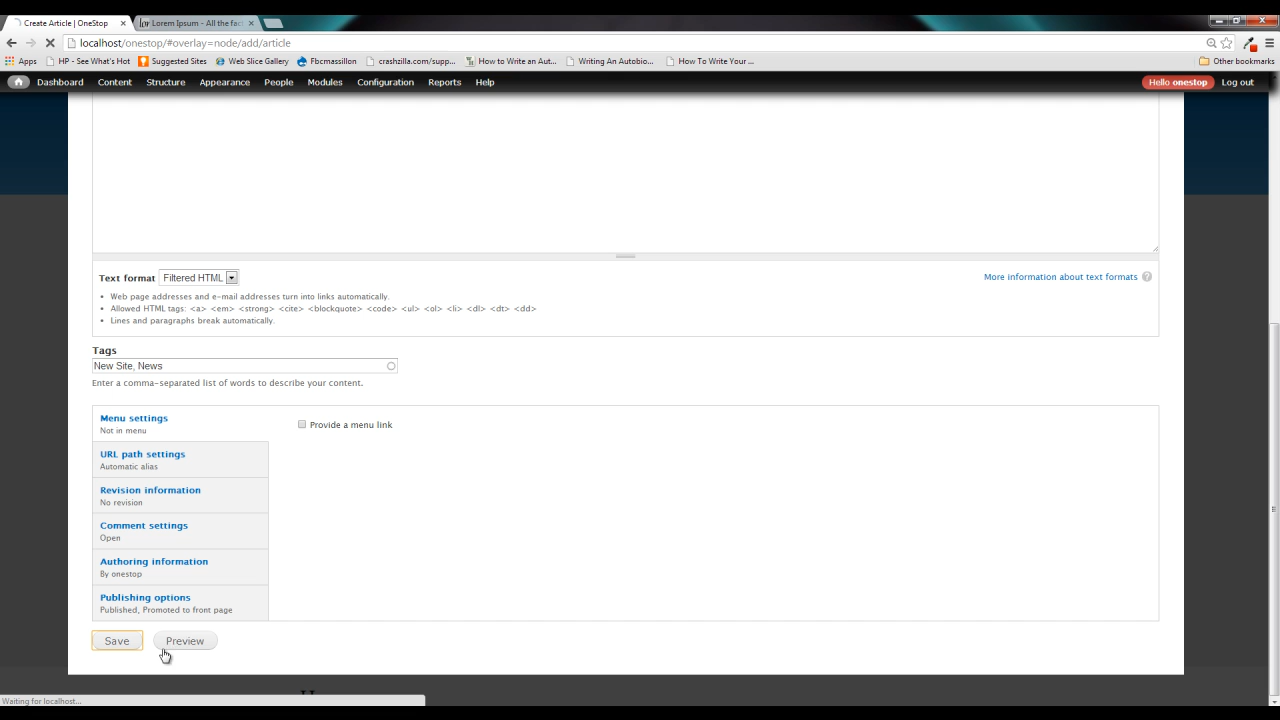 Create Article | OneStop
Lorem Ipsum - All the fac
localhost/onestop/#overlay=node/add/article
Apps HP - See What's Hot Suggested Sites Web Slice Gallery Fbcmassillon crashzilla.com/supp... How to Write an Aut... Writing An Autobio... How To Write Your ... Other bookmarks
Dashboard Content Structure Appearance People Modules Configuration Reports Help Hello onestop Log out
Text format Filtered HTML More information about text formats ?
Web page addresses and e-mail addresses turn into links automatically.
Allowed HTML tags: <a> <em> <strong> <cite> <blockquote> <code> <ul> <ol> <li> <dl> <dt> <dd>
Lines and paragraphs break automatically.
Tags
New Site, News
Enter a comma-separated list of words to describe your content.
Menu settings
Not in menu
Provide a menu link
URL path settings
Automatic alias
Revision information
No revision
Comment settings
Open
Authoring information
By onestop
Publishing options
Published, Promoted to front page
Save Preview
Waiting for localhost...